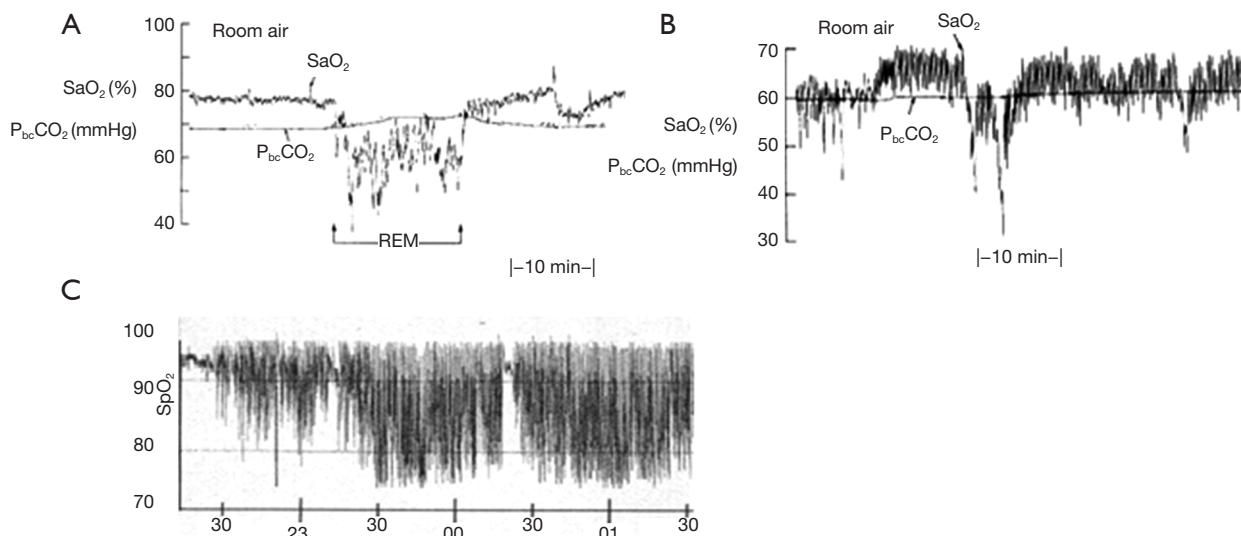 A
100
80
60
40
SaO₂ (%)
PbcCO₂ (mmHg)
Room air
SaO₂
PbcCO₂
REM
|–10 min–|
B
70
60
50
40
30
SaO₂ (%)
PbcCO₂ (mmHg)
Room air
SaO₂
PbcCO₂
|–10 min–|
C
100
90
80
70
SpO₂
30 23 30 00 30 01 30